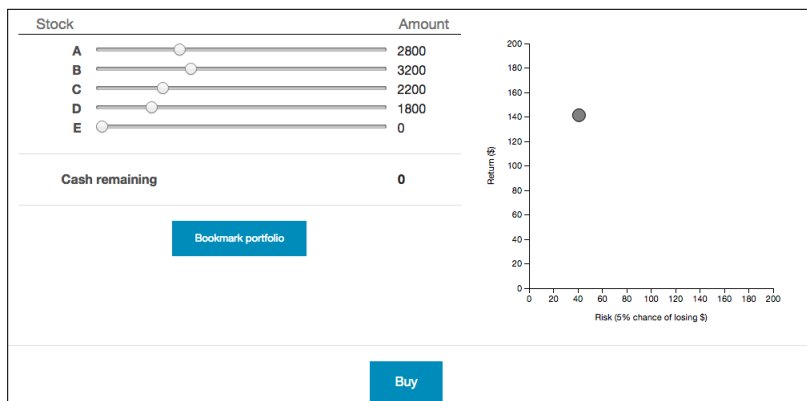 Stock Amount
A 2800
B 3200
C 2200
D 1800
E 0
Cash remaining 0
Bookmark portfolio
Return ($)
200
180
160
140
120
100
80
60
40
20
0
0 20 40 60 80 100 120 140 160 180 200
Risk (5% chance of losing $)
Buy